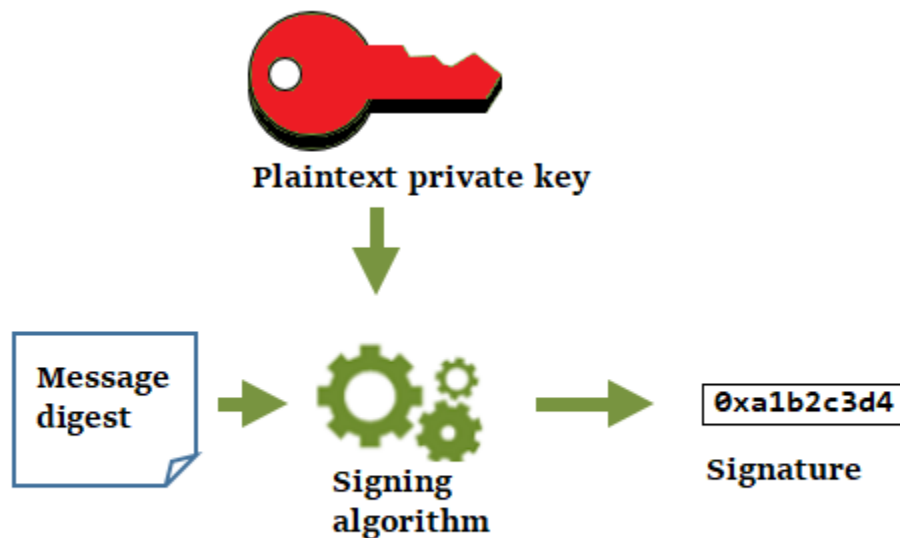 Plaintext private key
Message
digest
0xa1b2c3d4
Signature
Signing
algorithm